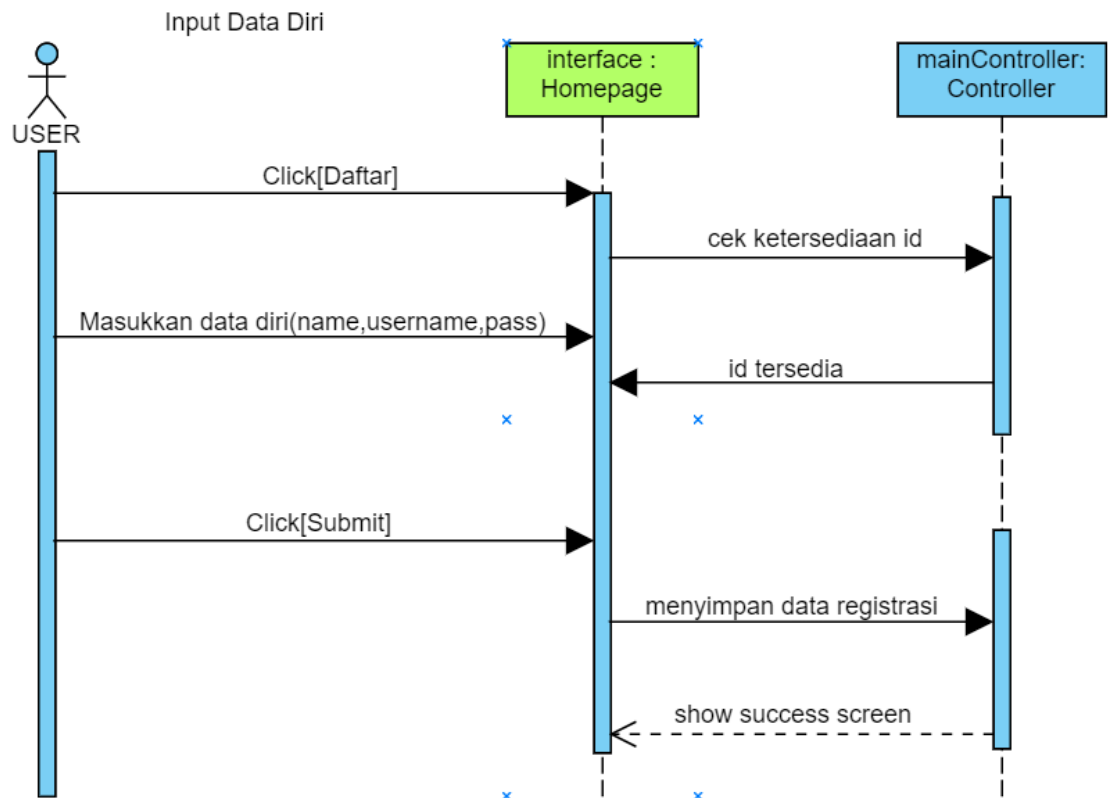 Input Data Diri
interface :
Homepage
mainController:
Controller
USER
Click[Daftar]
cek ketersediaan id
Masukkan data diri(name,username,pass)
id tersedia
Click[Submit]
menyimpan data registrasi
show success screen